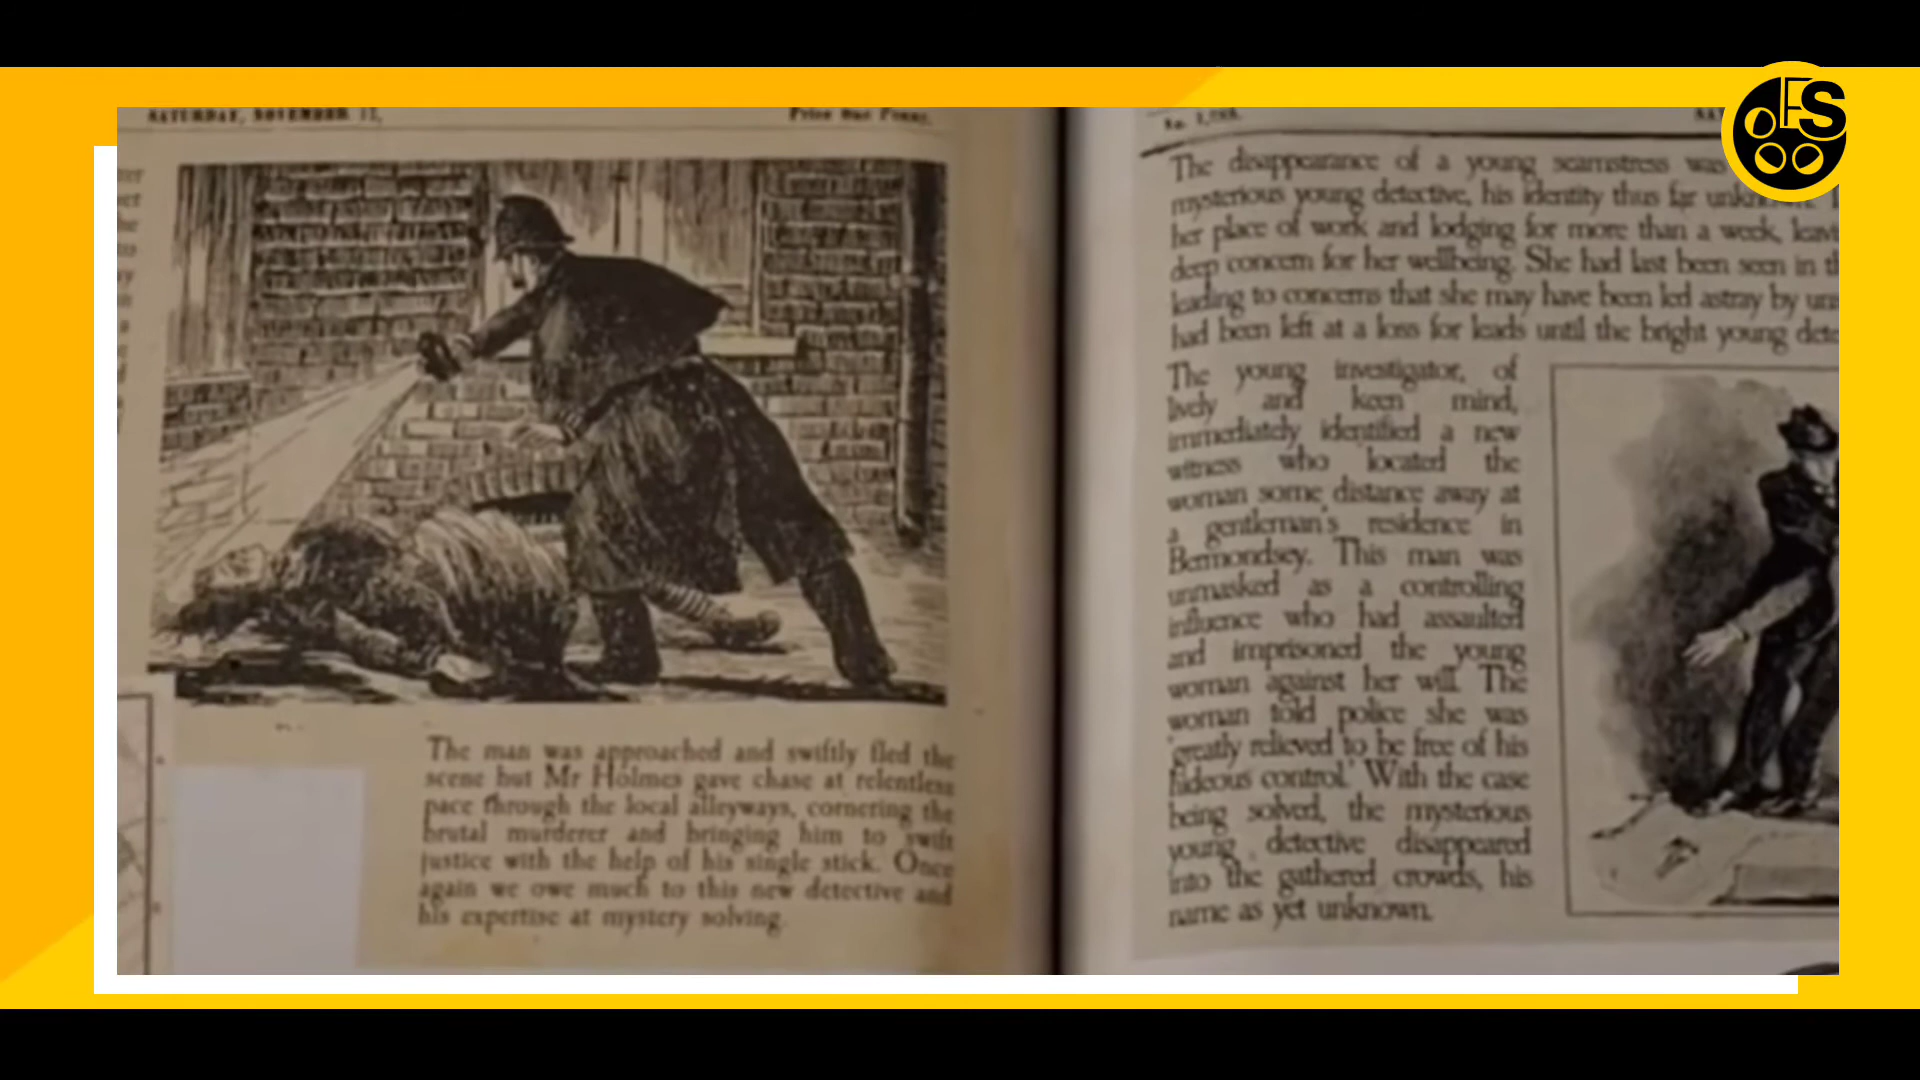 SATURDAY, NOVEMBER 17,
Price One Penny.
The man was approached and swiftly fled the
scene but Mr Holmes gave chase at relentless
pace through the local alleyways, cornering the
brutal murderer and bringing him to swift
justice with the help of his single stick. Once
again we owe much to this new detective and
his expertise at mystery solving.
No.
The disappearance of a young seamstress was
mysterious young detective, his identity thus far
her place of work and lodging for more than a week,
deep concern for her wellbeing. She had last been seen in
leading to concerns that she may have been led astray by
had been left at a loss for leads until the bright young
The young investigator, of
lively and keen mind,
immediately identified a new
witness who located the
woman some distance away at
a gentleman's residence in
Bermondsey. This man was
unmasked as a controlling
influence who had assaulted
and imprisoned the young
woman against her will. The
woman told police she was
'greatly relieved to be free of his
hideous control.' With the case
being solved, the mysterious
young detective disappeared
into the gathered crowds, his
name as yet unknown.
FS